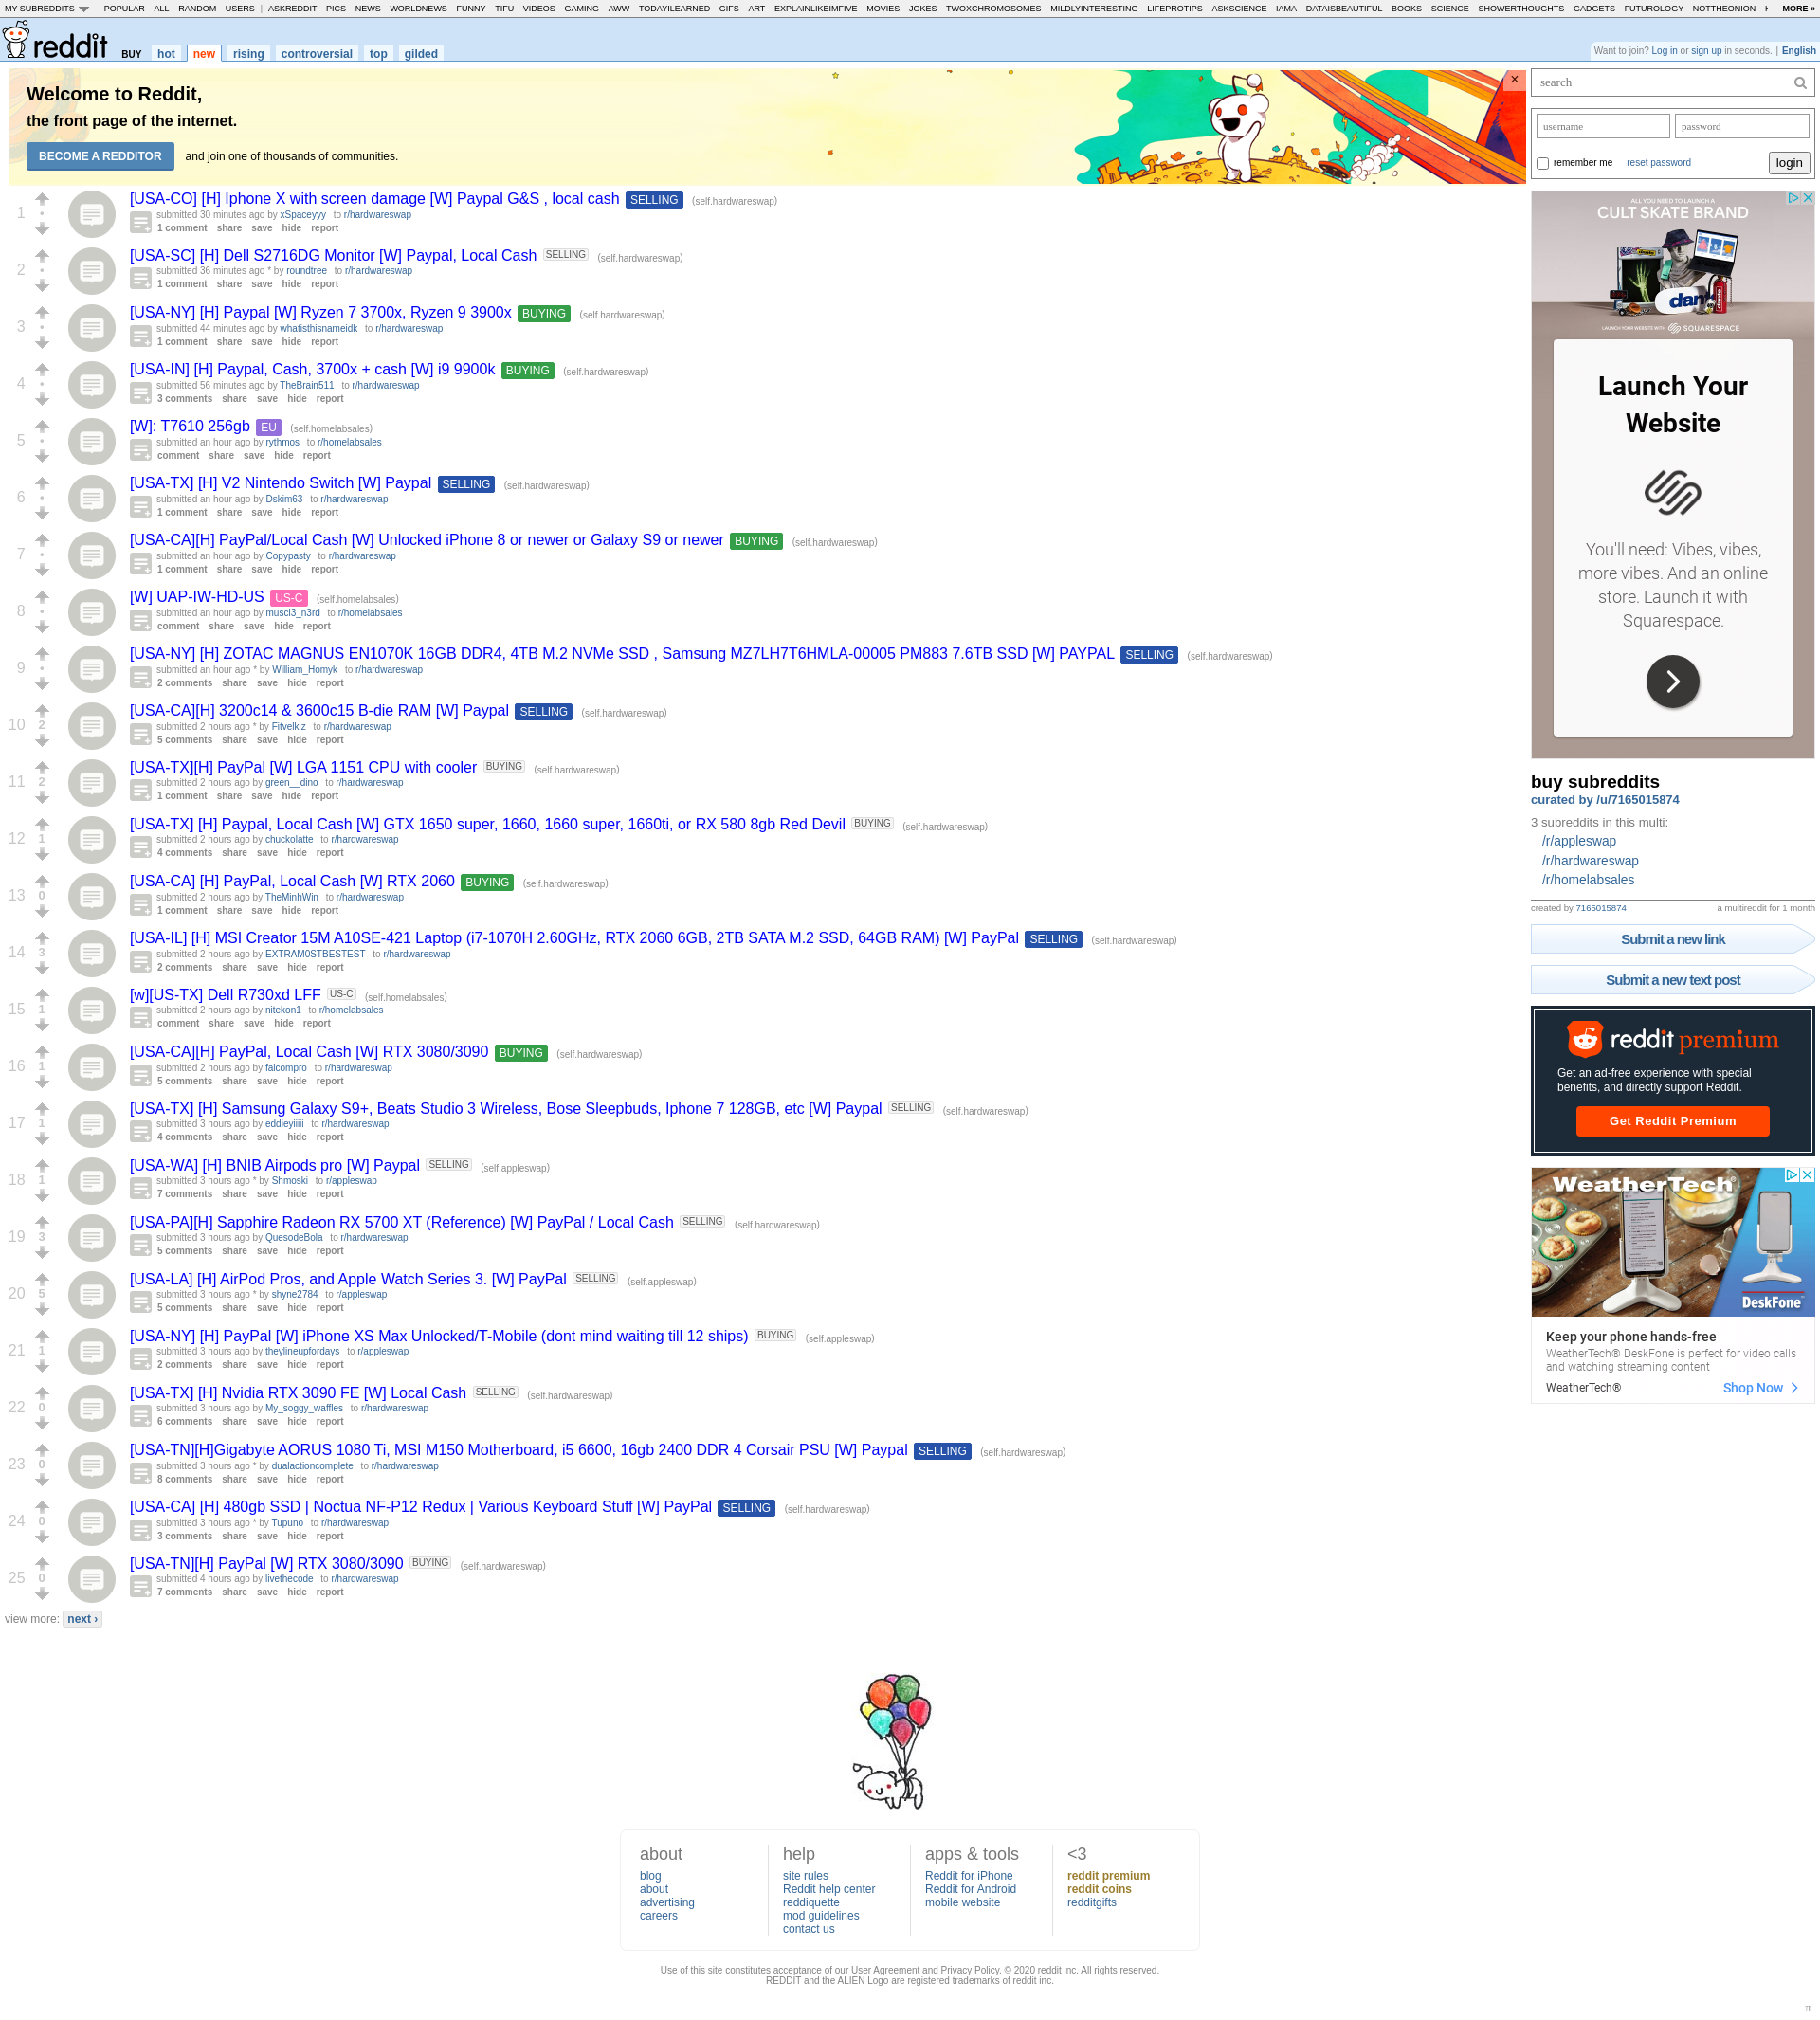 MY SUBREDDITS POPULAR - ALL - RANDOM - USERS | ASKREDDIT - PICS - NEWS - WORLDNEWS - FUNNY - TIFU - VIDEOS - GAMING - AWW - TODAYILEARNED - GIFS - ART - EXPLAINLIKEIMFIVE - MOVIES - JOKES - TWOXCHROMOSOMES - MILDLYINTERESTING - LIFEPROTIPS - ASKSCIENCE - IAMA - DATAISBEAUTIFUL - BOOKS - SCIENCE - SHOWERTHOUGHTS - GADGETS - FUTUROLOGY - NOTTHEONION - MORE »
reddit BUY hot new rising controversial top gilded
Want to join? Log in or sign up in seconds. | English
Welcome to Reddit,
the front page of the internet.
BECOME A REDDITOR and join one of thousands of communities.
×
1
[USA-CO] [H] Iphone X with screen damage [W] Paypal G&S , local cash SELLING (self.hardwareswap)
submitted 30 minutes ago by xSpaceyyy to r/hardwareswap
1 comment share save hide report
2
[USA-SC] [H] Dell S2716DG Monitor [W] Paypal, Local Cash SELLING (self.hardwareswap)
submitted 36 minutes ago * by roundtree to r/hardwareswap
1 comment share save hide report
3
[USA-NY] [H] Paypal [W] Ryzen 7 3700x, Ryzen 9 3900x BUYING (self.hardwareswap)
submitted 44 minutes ago by whatisthisnameidk to r/hardwareswap
1 comment share save hide report
4
[USA-IN] [H] Paypal, Cash, 3700x + cash [W] i9 9900k BUYING (self.hardwareswap)
submitted 56 minutes ago by TheBrain511 to r/hardwareswap
3 comments share save hide report
5
[W]: T7610 256gb EU (self.homelabsales)
submitted an hour ago by rythmos to r/homelabsales
comment share save hide report
6
[USA-TX] [H] V2 Nintendo Switch [W] Paypal SELLING (self.hardwareswap)
submitted an hour ago by Dskim63 to r/hardwareswap
1 comment share save hide report
7
[USA-CA][H] PayPal/Local Cash [W] Unlocked iPhone 8 or newer or Galaxy S9 or newer BUYING (self.hardwareswap)
submitted an hour ago by Copypasty to r/hardwareswap
1 comment share save hide report
8
[W] UAP-IW-HD-US US-C (self.homelabsales)
submitted an hour ago by muscl3_n3rd to r/homelabsales
comment share save hide report
9
[USA-NY] [H] ZOTAC MAGNUS EN1070K 16GB DDR4, 4TB M.2 NVMe SSD , Samsung MZ7LH7T6HMLA-00005 PM883 7.6TB SSD [W] PAYPAL SELLING (self.hardwareswap)
submitted an hour ago * by William_Homyk to r/hardwareswap
2 comments share save hide report
10 2
[USA-CA][H] 3200c14 & 3600c15 B-die RAM [W] Paypal SELLING (self.hardwareswap)
submitted 2 hours ago * by Fitvelkiz to r/hardwareswap
5 comments share save hide report
11 2
[USA-TX][H] PayPal [W] LGA 1151 CPU with cooler BUYING (self.hardwareswap)
submitted 2 hours ago by green__dino to r/hardwareswap
1 comment share save hide report
12 1
[USA-TX] [H] Paypal, Local Cash [W] GTX 1650 super, 1660, 1660 super, 1660ti, or RX 580 8gb Red Devil BUYING (self.hardwareswap)
submitted 2 hours ago by chuckolatte to r/hardwareswap
4 comments share save hide report
13 0
[USA-CA] [H] PayPal, Local Cash [W] RTX 2060 BUYING (self.hardwareswap)
submitted 2 hours ago by TheMinhWin to r/hardwareswap
1 comment share save hide report
14 3
[USA-IL] [H] MSI Creator 15M A10SE-421 Laptop (i7-1070H 2.60GHz, RTX 2060 6GB, 2TB SATA M.2 SSD, 64GB RAM) [W] PayPal SELLING (self.hardwareswap)
submitted 2 hours ago by EXTRAM0STBESTEST to r/hardwareswap
2 comments share save hide report
15 1
[w][US-TX] Dell R730xd LFF US-C (self.homelabsales)
submitted 2 hours ago by nitekon1 to r/homelabsales
comment share save hide report
16 1
[USA-CA][H] PayPal, Local Cash [W] RTX 3080/3090 BUYING (self.hardwareswap)
submitted 2 hours ago by falcompro to r/hardwareswap
5 comments share save hide report
17 1
[USA-TX] [H] Samsung Galaxy S9+, Beats Studio 3 Wireless, Bose Sleepbuds, Iphone 7 128GB, etc [W] Paypal SELLING (self.hardwareswap)
submitted 3 hours ago by eddieyiiiii to r/hardwareswap
4 comments share save hide report
18 1
[USA-WA] [H] BNIB Airpods pro [W] Paypal SELLING (self.appleswap)
submitted 3 hours ago * by Shmoski to r/appleswap
7 comments share save hide report
19 3
[USA-PA][H] Sapphire Radeon RX 5700 XT (Reference) [W] PayPal / Local Cash SELLING (self.hardwareswap)
submitted 3 hours ago by QuesodeBola to r/hardwareswap
5 comments share save hide report
20 5
[USA-LA] [H] AirPod Pros, and Apple Watch Series 3. [W] PayPal SELLING (self.appleswap)
submitted 3 hours ago * by shyne2784 to r/appleswap
5 comments share save hide report
21 1
[USA-NY] [H] PayPal [W] iPhone XS Max Unlocked/T-Mobile (dont mind waiting till 12 ships) BUYING (self.appleswap)
submitted 3 hours ago by theylineupfordays to r/appleswap
2 comments share save hide report
22 0
[USA-TX] [H] Nvidia RTX 3090 FE [W] Local Cash SELLING (self.hardwareswap)
submitted 3 hours ago by My_soggy_waffles to r/hardwareswap
6 comments share save hide report
23 0
[USA-TN][H]Gigabyte AORUS 1080 Ti, MSI M150 Motherboard, i5 6600, 16gb 2400 DDR 4 Corsair PSU [W] Paypal SELLING (self.hardwareswap)
submitted 3 hours ago * by dualactioncomplete to r/hardwareswap
8 comments share save hide report
24 0
[USA-CA] [H] 480gb SSD | Noctua NF-P12 Redux | Various Keyboard Stuff [W] PayPal SELLING (self.hardwareswap)
submitted 3 hours ago * by Tupuno to r/hardwareswap
3 comments share save hide report
25 0
[USA-TN][H] PayPal [W] RTX 3080/3090 BUYING (self.hardwareswap)
submitted 4 hours ago by livethecode to r/hardwareswap
7 comments share save hide report
view more: next ›
search
username password
remember me reset password login
ALL YOU NEED TO LAUNCH A
CULT SKATE BRAND
dam
LAUNCH YOUR WEBSITE WITH SQUARESPACE
Launch Your
Website
You'll need: Vibes, vibes,
more vibes. And an online
store. Launch it with
Squarespace.
buy subreddits
curated by /u/7165015874
3 subreddits in this multi:
/r/appleswap
/r/hardwareswap
/r/homelabsales
created by 7165015874 a multireddit for 1 month
Submit a new link
Submit a new text post
reddit premium
Get an ad-free experience with special
benefits, and directly support Reddit.
Get Reddit Premium
WeatherTech®
DeskFone™
Keep your phone hands-free
WeatherTech® DeskFone is perfect for video calls
and watching streaming content
WeatherTech® Shop Now
about
blog
about
advertising
careers
help
site rules
Reddit help center
reddiquette
mod guidelines
contact us
apps & tools
Reddit for iPhone
Reddit for Android
mobile website
<3
reddit premium
reddit coins
redditgifts
Use of this site constitutes acceptance of our User Agreement and Privacy Policy. © 2020 reddit inc. All rights reserved.
REDDIT and the ALIEN Logo are registered trademarks of reddit inc.
π